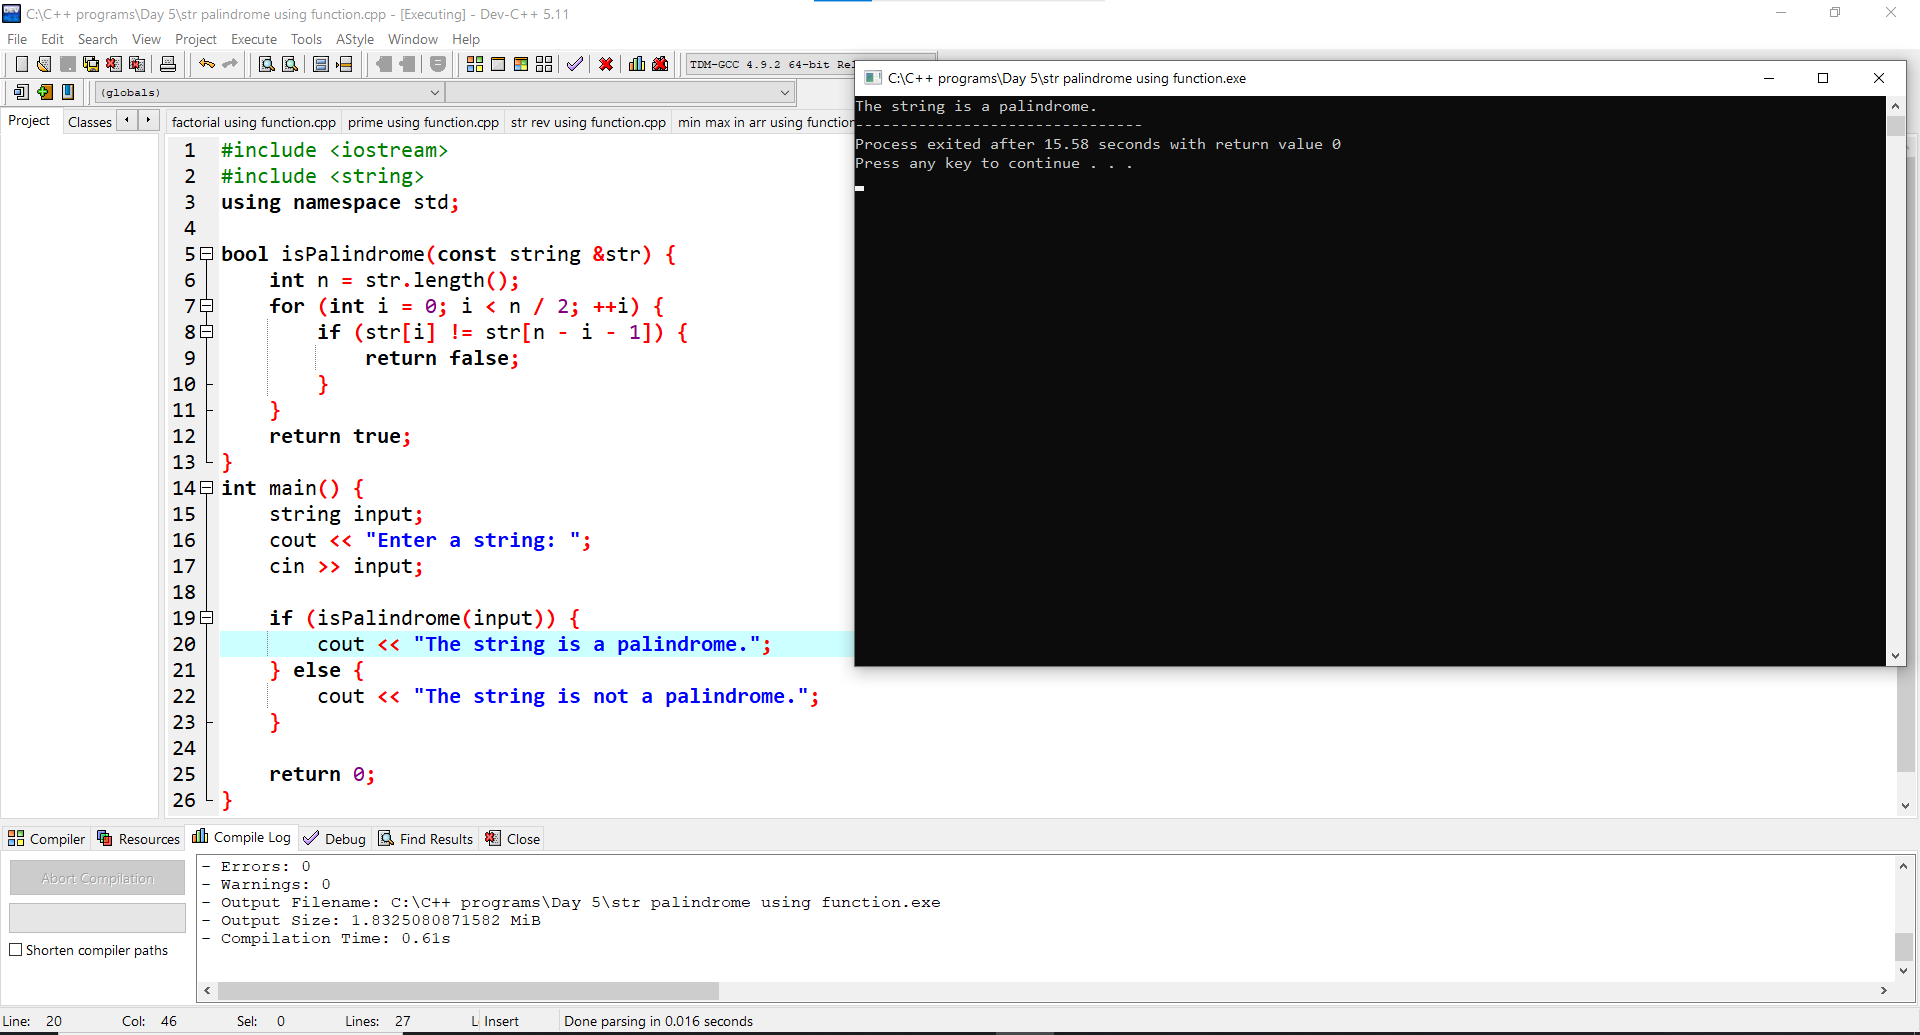 C:\C++ programs\Day 5\str palindrome using function.cpp - [Executing] - Dev-C++ 5.11
File Edit Search View Project Execute Tools AStyle Window Help
TDM-GCC 4.9.2 64-bit
(globals)
Project Classes
factorial using function.cpp prime using function.cpp str rev using function.cpp min max in arr using function
1 #include <iostream>
2 #include <string>
3 using namespace std;
4
5 bool isPalindrome(const string &str) {
6 int n = str.length();
7 for (int i = 0; i < n / 2; ++i) {
8 if (str[i] != str[n - i - 1]) {
9 return false;
10 }
11 }
12 return true;
13 }
14 int main() {
15 string input;
16 cout << "Enter a string: ";
17 cin >> input;
18
19 if (isPalindrome(input)) {
20 cout << "The string is a palindrome.";
21 } else {
22 cout << "The string is not a palindrome.";
23 }
24
25 return 0;
26 }
C:\C++ programs\Day 5\str palindrome using function.exe
The string is a palindrome.
--------------------------------
Process exited after 15.58 seconds with return value 0
Press any key to continue . . .
Compiler Resources Compile Log Debug Find Results Close
Abort Compilation
Shorten compiler paths
- Errors: 0
- Warnings: 0
- Output Filename: C:\C++ programs\Day 5\str palindrome using function.exe
- Output Size: 1.8325080871582 MiB
- Compilation Time: 0.61s
Line: 20 Col: 46 Sel: 0 Lines: 27 Insert Done parsing in 0.016 seconds